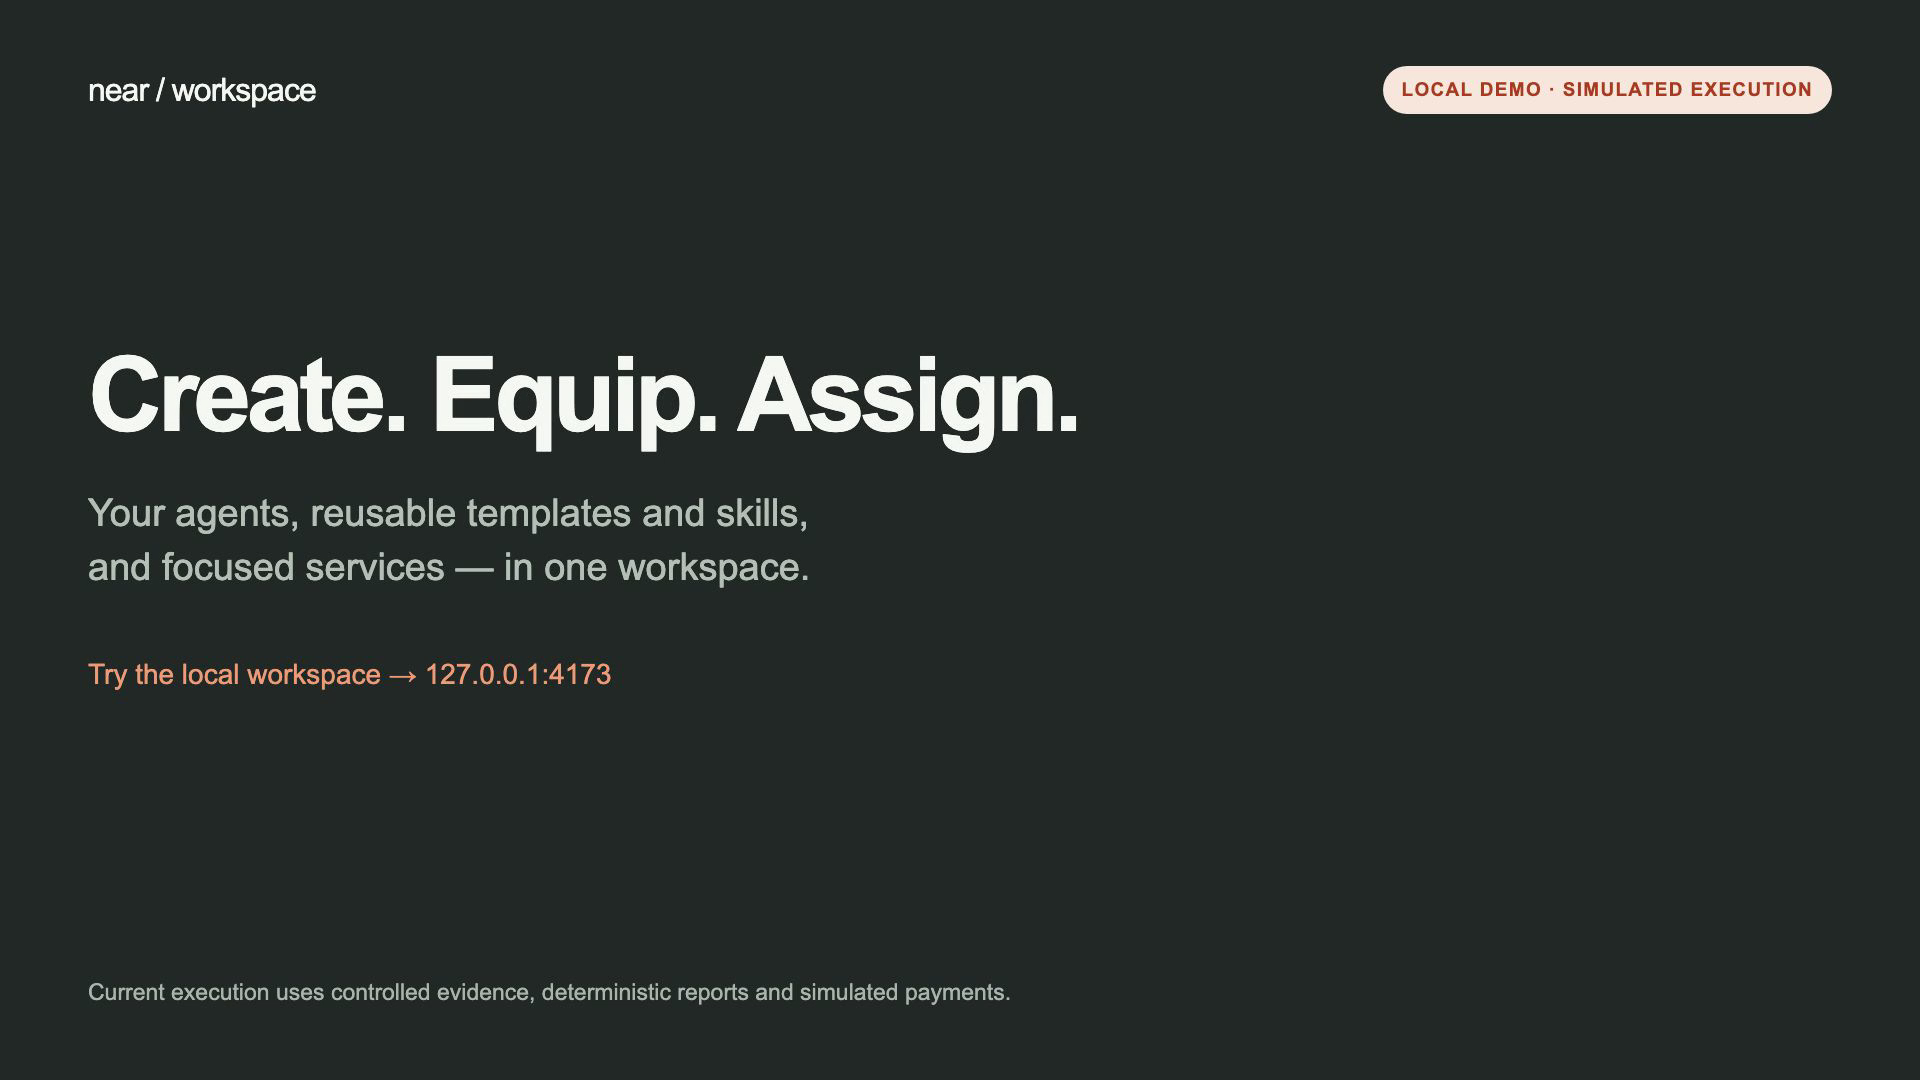 near / workspace
LOCAL DEMO · SIMULATED EXECUTION
Create. Equip. Assign.
Your agents, reusable templates and skills,
and focused services — in one workspace.
Try the local workspace → 127.0.0.1:4173
Current execution uses controlled evidence, deterministic reports and simulated payments.